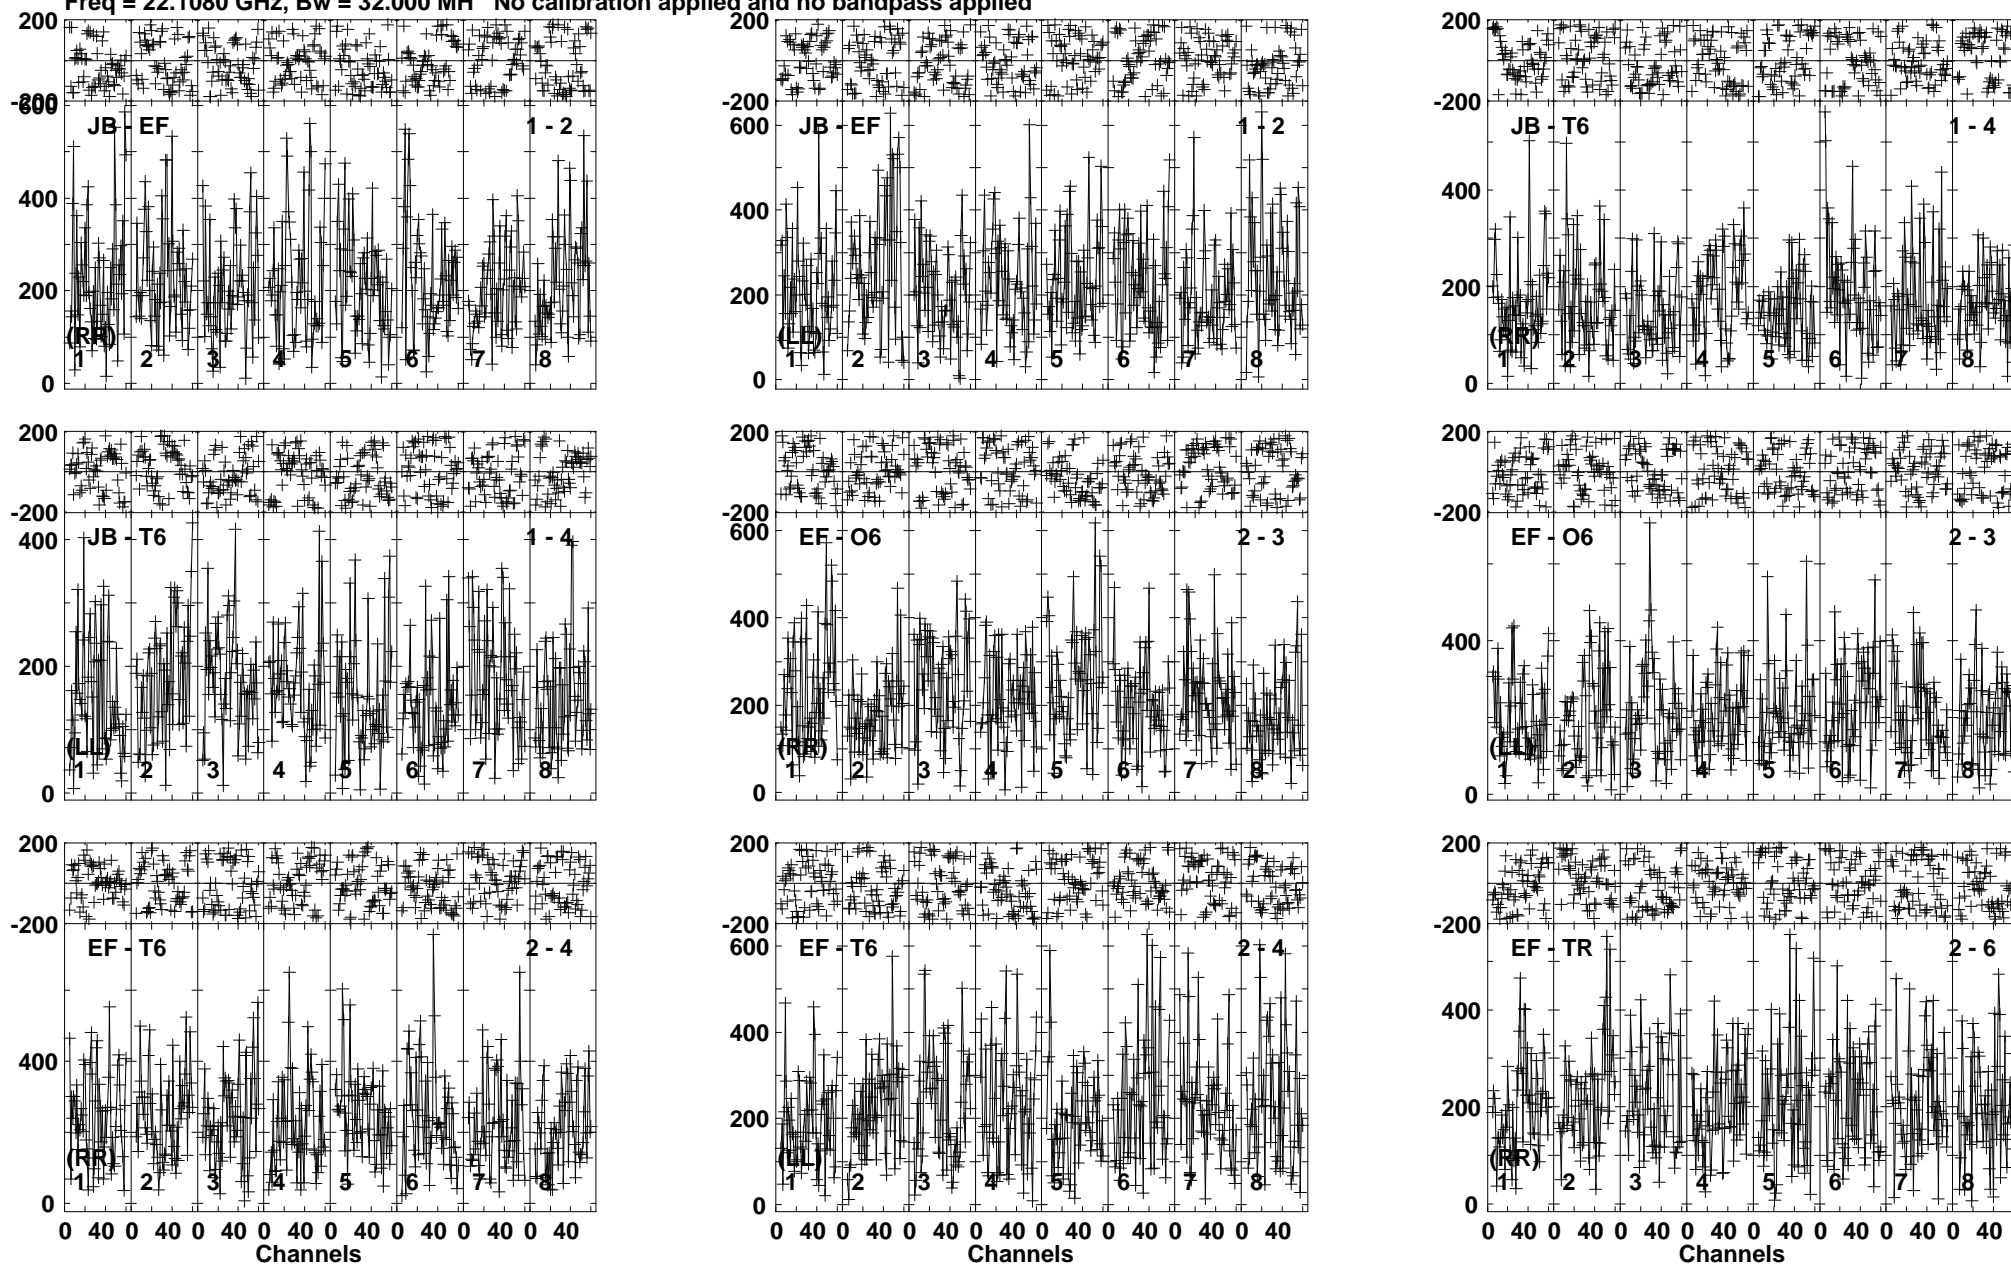 Freq = 22.1080 GHz, Bw = 32.000 MH No calibration applied and no bandpass applied
200 200 200
-200 -200 -200
600
JB - EF 1 - 2 JB - EF 1 - 2 JB - T6 1 - 4
600
400 400 400
200 200 200
(RR) (LL) (RR)
1 2 3 4 5 6 7 8 1 2 3 4 5 6 7 8 1 2 3 4 5 6 7 8
0 0 0
200 200 200
-200 -200 -200
JB - T6 1 - 4 EF - O6 2 - 3 EF - O6 2 - 3
400 600
400 400
200 200
(LL) (RR) (LL)
1 2 3 4 5 6 7 8 1 2 3 4 5 6 7 8 1 2 3 4 5 6 7 8
0 0 0
200 200 200
-200 -200 -200
EF - T6 2 - 4 EF - T6 2 - 4 EF - TR 2 - 6
600
400 400 400
200 200
(RR) (LL) (RR)
1 2 3 4 5 6 7 8 1 2 3 4 5 6 7 8 1 2 3 4 5 6 7 8
0 0 0
0 40 0 40 0 40 0 40 0 40 0 40 0 40 0 40 0 40 0 40 0 40 0 40 0 40 0 40 0 40 0 40 0 40 0 40 0 40 0 40 0 40 0 40 0 40 0 40
Channels Channels Channels